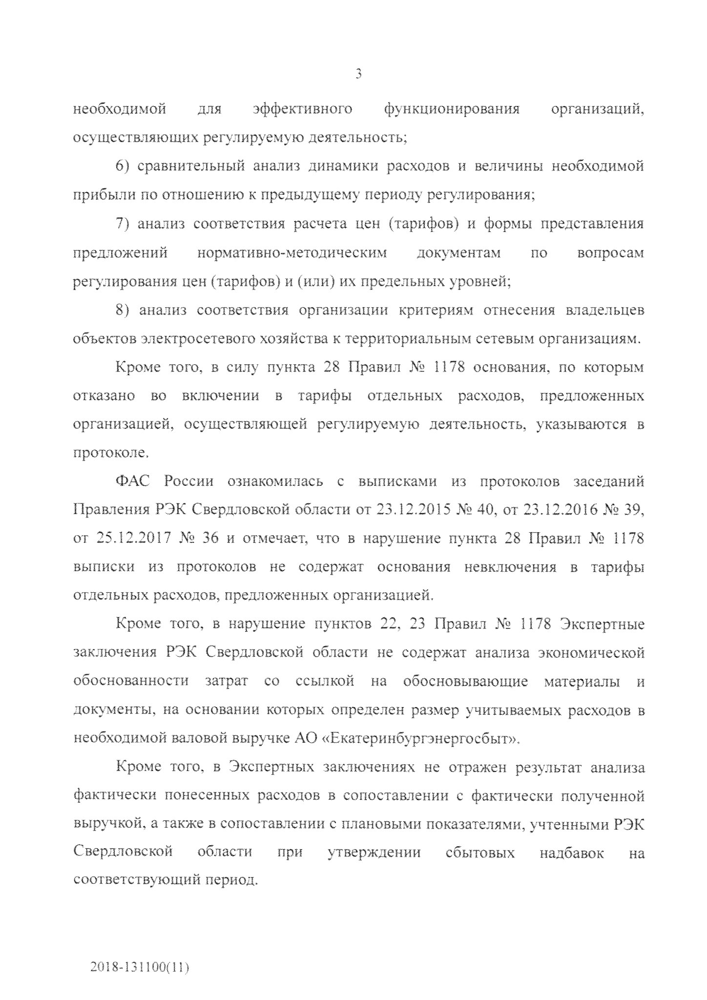 3
необходимой для эффективного функционирования организаций,
осуществляющих регулируемую деятельность;
6) сравнительный анализ динамики расходов и величины необходимой
прибыли по отношению к предыдущему периоду регулирования;
7) анализ соответствия расчета цен (тарифов) и формы представления
предложений нормативно-методическим документам по вопросам
регулирования цен (тарифов) и (или) их предельных уровней;
8) анализ соответствия организации критериям отнесения владельцев
объектов электросетевого хозяйства к территориальным сетевым организациям.
Кроме того, в силу пункта 28 Правил № 1178 основания, по которым
отказано во включении в тарифы отдельных расходов, предложенных
организацией, осуществляющей регулируемую деятельность, указываются в
протоколе.
ФАС России ознакомилась с выписками из протоколов заседаний
Правления РЭК Свердловской области от 23.12.2015 № 40, от 23.12.2016 № 39,
от 25.12.2017 № 36 и отмечает, что в нарушение пункта 28 Правил № 1178
выписки из протоколов не содержат основания невключения в тарифы
отдельных расходов, предложенных организацией.
Кроме того, в нарушение пунктов 22, 23 Правил № 1178 Экспертные
заключения РЭК Свердловской области не содержат анализа экономической
обоснованности затрат со ссылкой на обосновывающие материалы и
документы, на основании которых определен размер учитываемых расходов в
необходимой валовой выручке АО «Екатеринбургэнергосбыт».
Кроме того, в Экспертных заключениях не отражен результат анализа
фактически понесенных расходов в сопоставлении с фактически полученной
выручкой, а также в сопоставлении с плановыми показателями, учтенными РЭК
Свердловской области при утверждении сбытовых надбавок на
соответствующий период.
2018-131100(11)